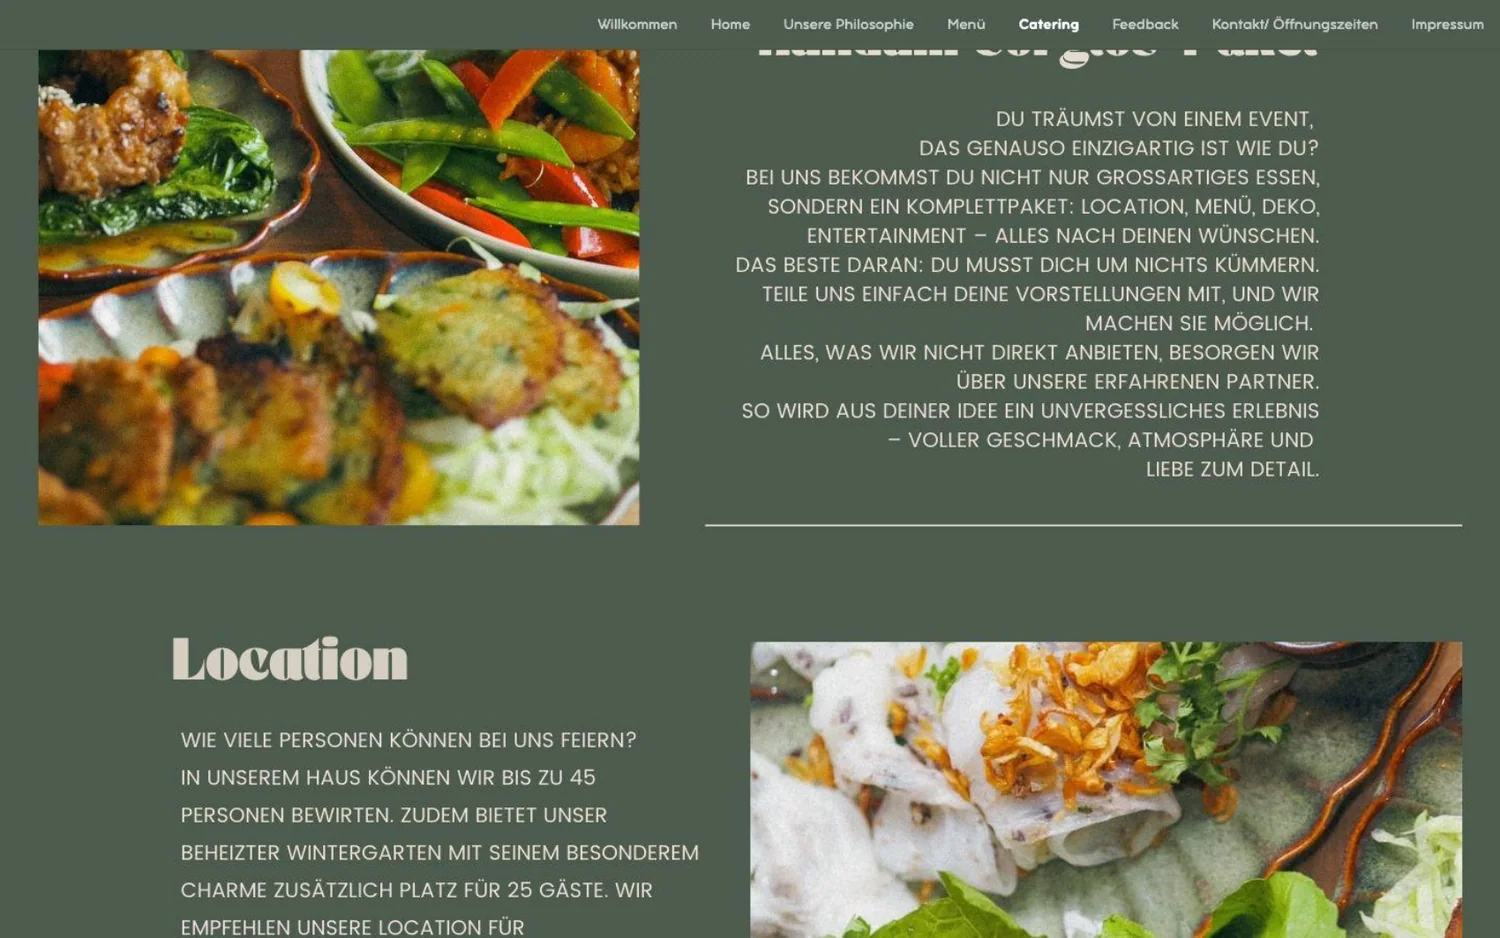 Willkommen Home Unsere Philosophie Menü Catering Feedback Kontakt/ Öffnungszeiten Impressum
DU TRÄUMST VON EINEM EVENT,
DAS GENAUSO EINZIGARTIG IST WIE DU?
BEI UNS BEKOMMST DU NICHT NUR GROSSARTIGES ESSEN,
SONDERN EIN KOMPLETTPAKET: LOCATION, MENÜ, DEKO,
ENTERTAINMENT – ALLES NACH DEINEN WÜNSCHEN.
DAS BESTE DARAN: DU MUSST DICH UM NICHTS KÜMMERN.
TEILE UNS EINFACH DEINE VORSTELLUNGEN MIT, UND WIR
MACHEN SIE MÖGLICH.
ALLES, WAS WIR NICHT DIREKT ANBIETEN, BESORGEN WIR
ÜBER UNSERE ERFAHRENEN PARTNER.
SO WIRD AUS DEINER IDEE EIN UNVERGESSLICHES ERLEBNIS
– VOLLER GESCHMACK, ATMOSPHÄRE UND
LIEBE ZUM DETAIL.
Location
WIE VIELE PERSONEN KÖNNEN BEI UNS FEIERN?
IN UNSEREM HAUS KÖNNEN WIR BIS ZU 45
PERSONEN BEWIRTEN. ZUDEM BIETET UNSER
BEHEIZTER WINTERGARTEN MIT SEINEM BESONDEREM
CHARME ZUSÄTZLICH PLATZ FÜR 25 GÄSTE. WIR
EMPFEHLEN UNSERE LOCATION FÜR